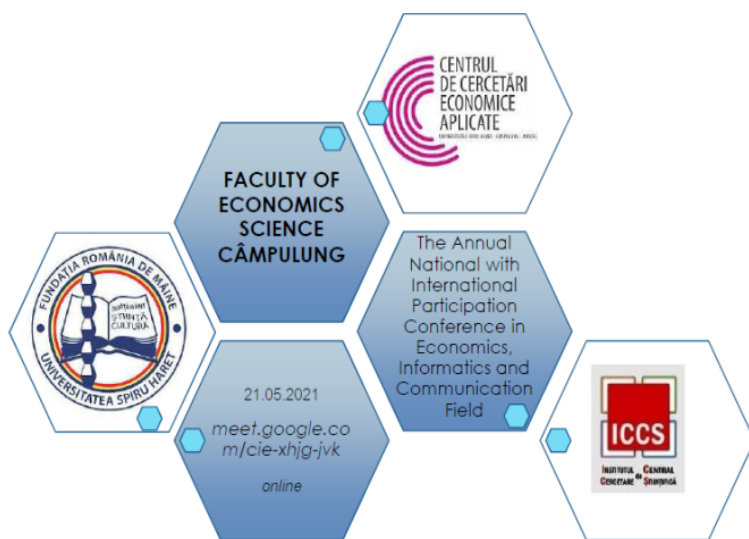 CENTRUL
DE CERCETĂRI
ECONOMICE
APLICATE
FACULTY OF
ECONOMICS
SCIENCE
CÂMPULUNG
The Annual
National with
International
Participation
Conference in
Economics,
Informatics and
Communication
Field
FUNDAȚIA ROMÂNIA DE MÂINE
ȘTIINȚĂ
CULTURĂ
UNIVERSITATEA SPIRU HARET
21.05.2021
meet.google.co
m/cie-xhjg-jvk
online
ICCS
INSTITUTUL CENTRAL
de
CERCETARE ȘTIINȚIFICĂ